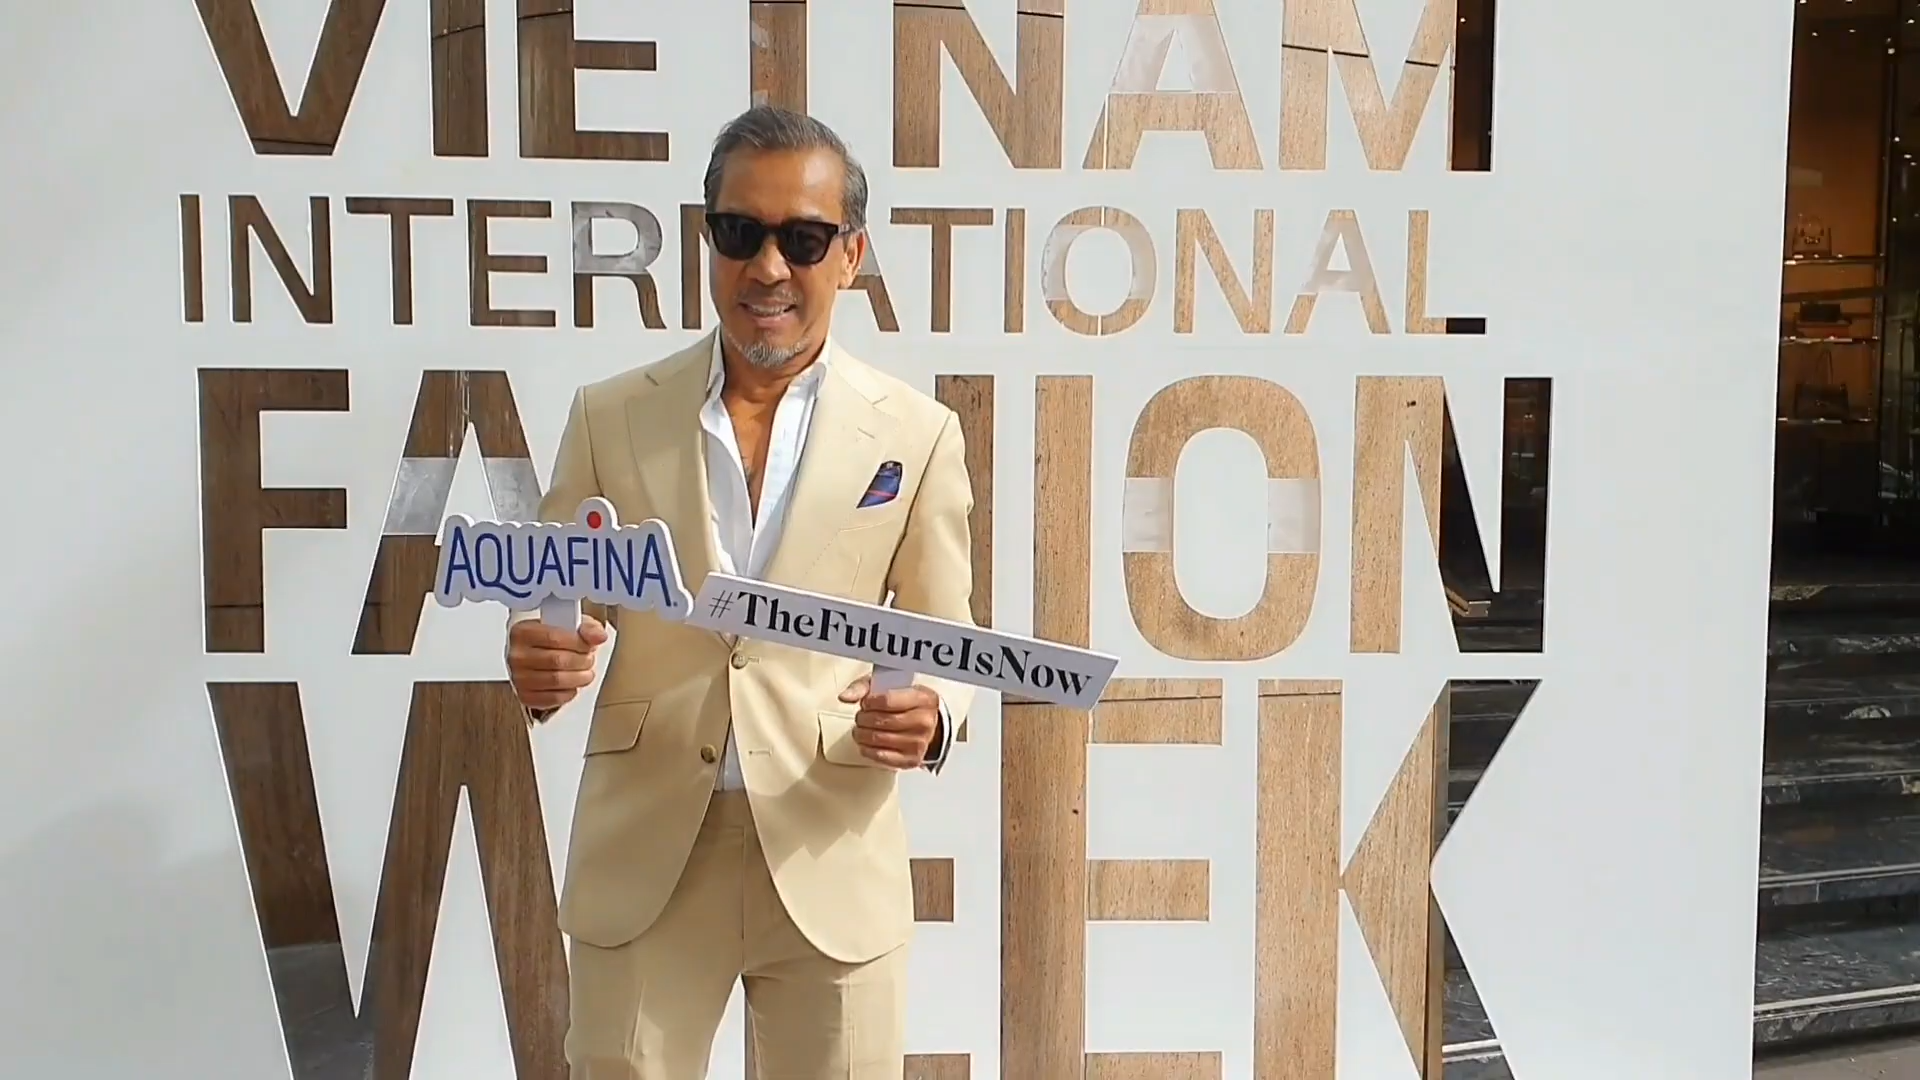 VIETNAM
INTERNATIONAL
FASHION
WEEK
AQUAFINA
#TheFutureIsNow